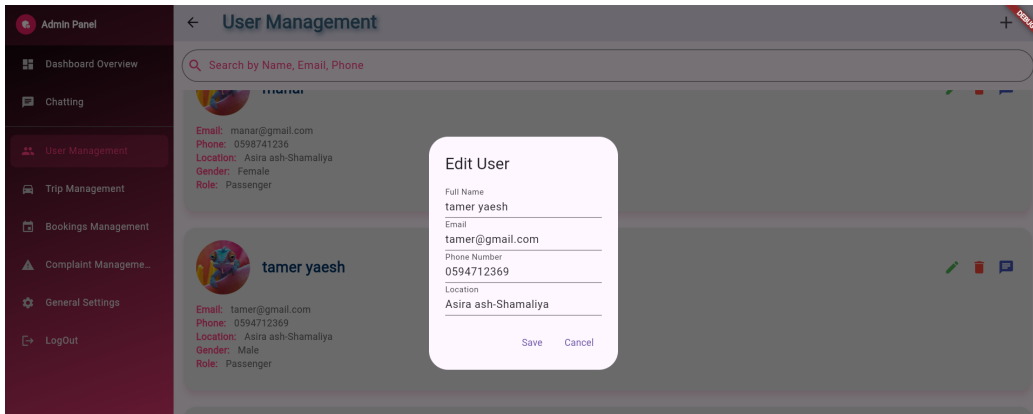 Admin Panel
Dashboard Overview
Chatting
User Management
Trip Management
Bookings Management
Complaint Manageme...
General Settings
LogOut
User Management
DEBUG
Search by Name, Email, Phone
manar
Email: manar@gmail.com
Phone: 0598741236
Location: Asira ash-Shamaliya
Gender: Female
Role: Passenger
tamer yaesh
Email: tamer@gmail.com
Phone: 0594712369
Location: Asira ash-Shamaliya
Gender: Male
Role: Passenger
Edit User
Full Name
tamer yaesh
Email
tamer@gmail.com
Phone Number
0594712369
Location
Asira ash-Shamaliya
Save Cancel